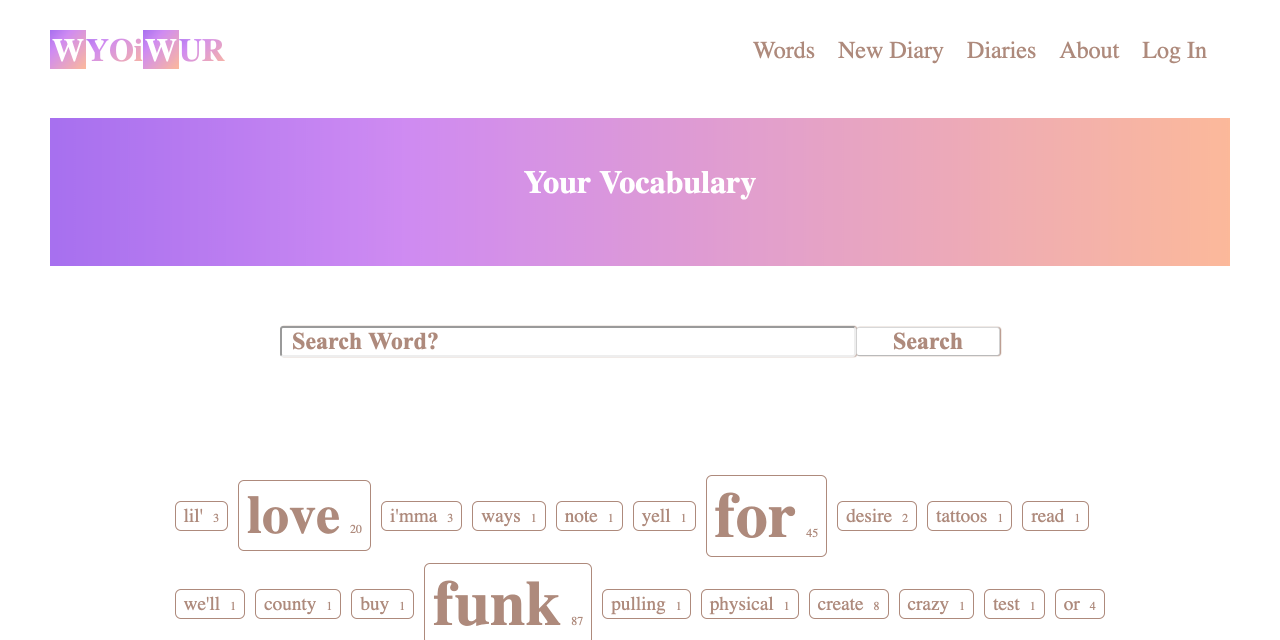 WYOiWUR Words New Diary Diaries About Log In
Your Vocabulary
Search Word? Search
lil' 3 love 20 i'mma 3 ways 1 note 1 yell 1 for 45 desire 2 tattoos 1 read 1
we'll 1 county 1 buy 1 funk 87 pulling 1 physical 1 create 8 crazy 1 test 1 or 4